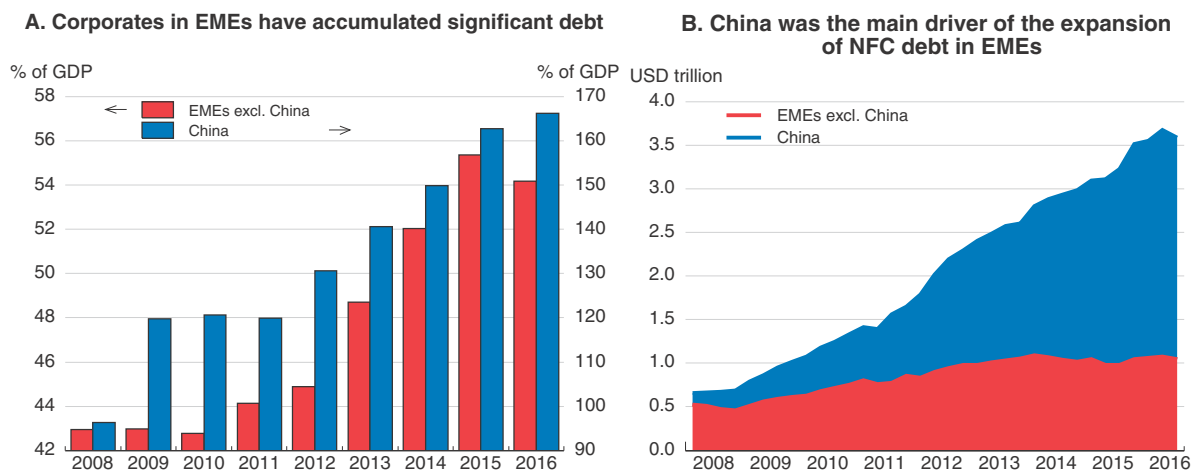 A. Corporates in EMEs have accumulated significant debt
% of GDP
% of GDP
58
56
54
52
50
48
46
44
42
170
160
150
140
130
120
110
100
90
EMEs excl. China
China
2008 2009 2010 2011 2012 2013 2014 2015 2016
B. China was the main driver of the expansion
of NFC debt in EMEs
USD trillion
4.0
3.5
3.0
2.5
2.0
1.5
1.0
0.5
0.0
EMEs excl. China
China
2008 2009 2010 2011 2012 2013 2014 2015 2016